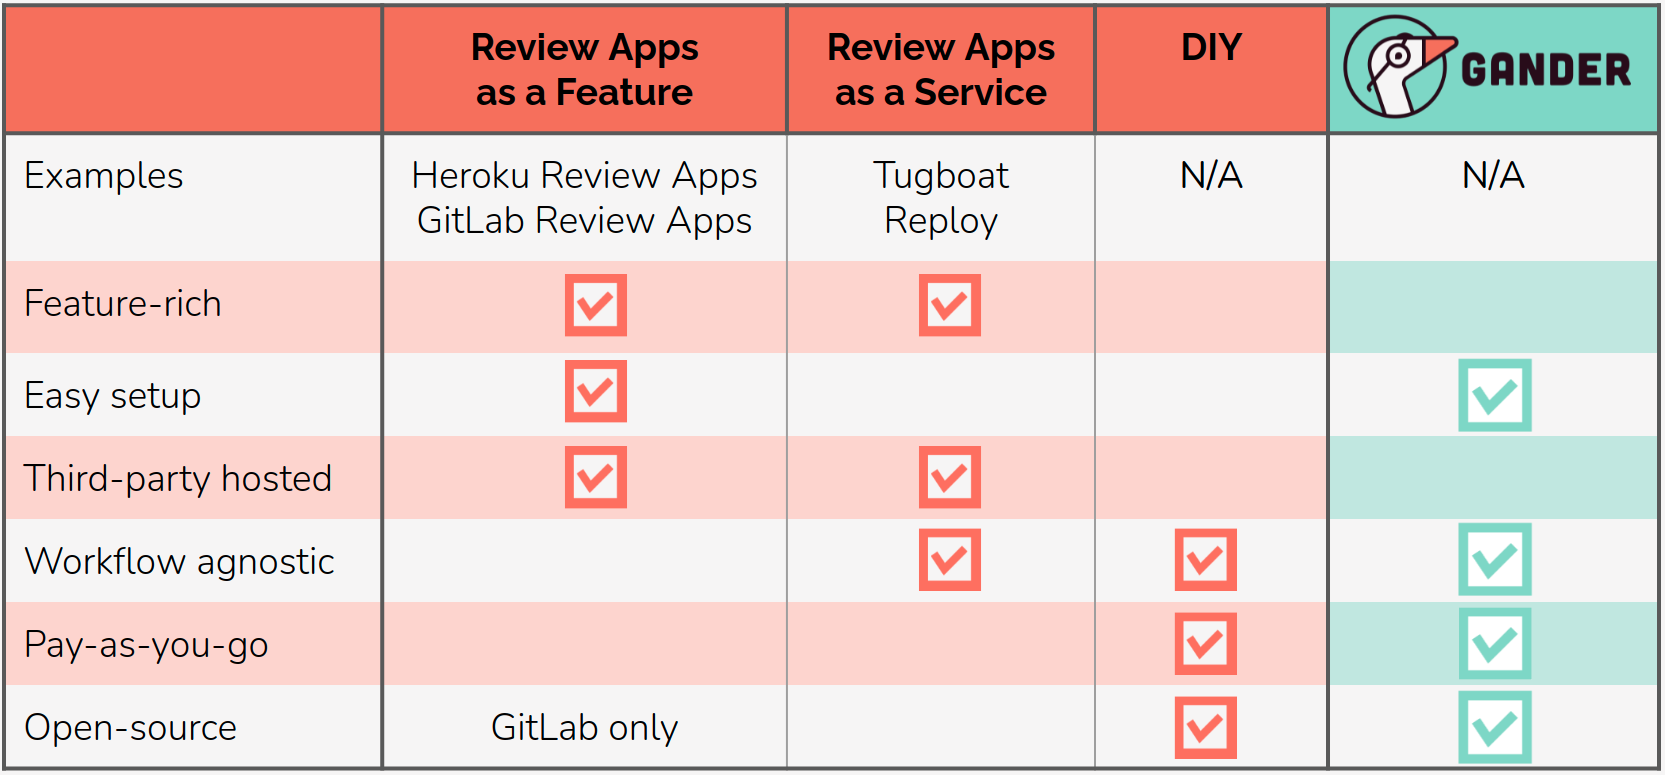 Review Apps
as a Feature
Review Apps
as a Service
DIY
GANDER
Examples
Heroku Review Apps
GitLab Review Apps
Tugboat
Reploy
N/A
N/A
Feature-rich
Easy setup
Third-party hosted
Workflow agnostic
Pay-as-you-go
Open-source
GitLab only